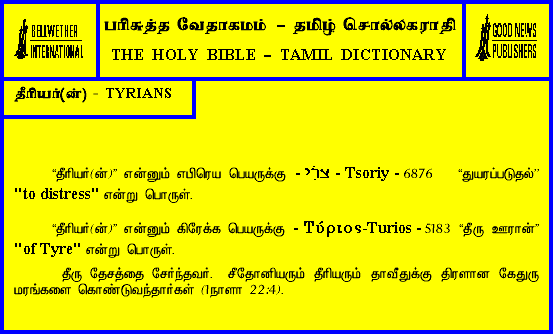 BELLWETHER
INTERNATIONAL
பரிசுத்த வேதாகமம் – தமிழ் சொல்லகராதி
THE HOLY BIBLE – TAMIL DICTIONARY
GOOD NEWS
PUBLISHERS
தீரியர்(ன்) - TYRIANS
“தீரியர்(ன்)” என்னும் எபிரெய பெயருக்கு - צֹרִי - Tsoriy - 6876 “துயரப்படுதல்”
"to distress" என்று பொருள்.
“தீரியர்(ன்)” என்னும் கிரேக்க பெயருக்கு - Τύριος-Turios - 5183 “தீரு ஊரான்”
"of Tyre" என்று பொருள்.
தீரு தேசத்தை சேர்ந்தவர். சீதோனியரும் தீரியரும் தாவீதுக்கு திரளான கேதுரு
மரங்களை கொண்டுவந்தார்கள் (1நாளா 22:4).